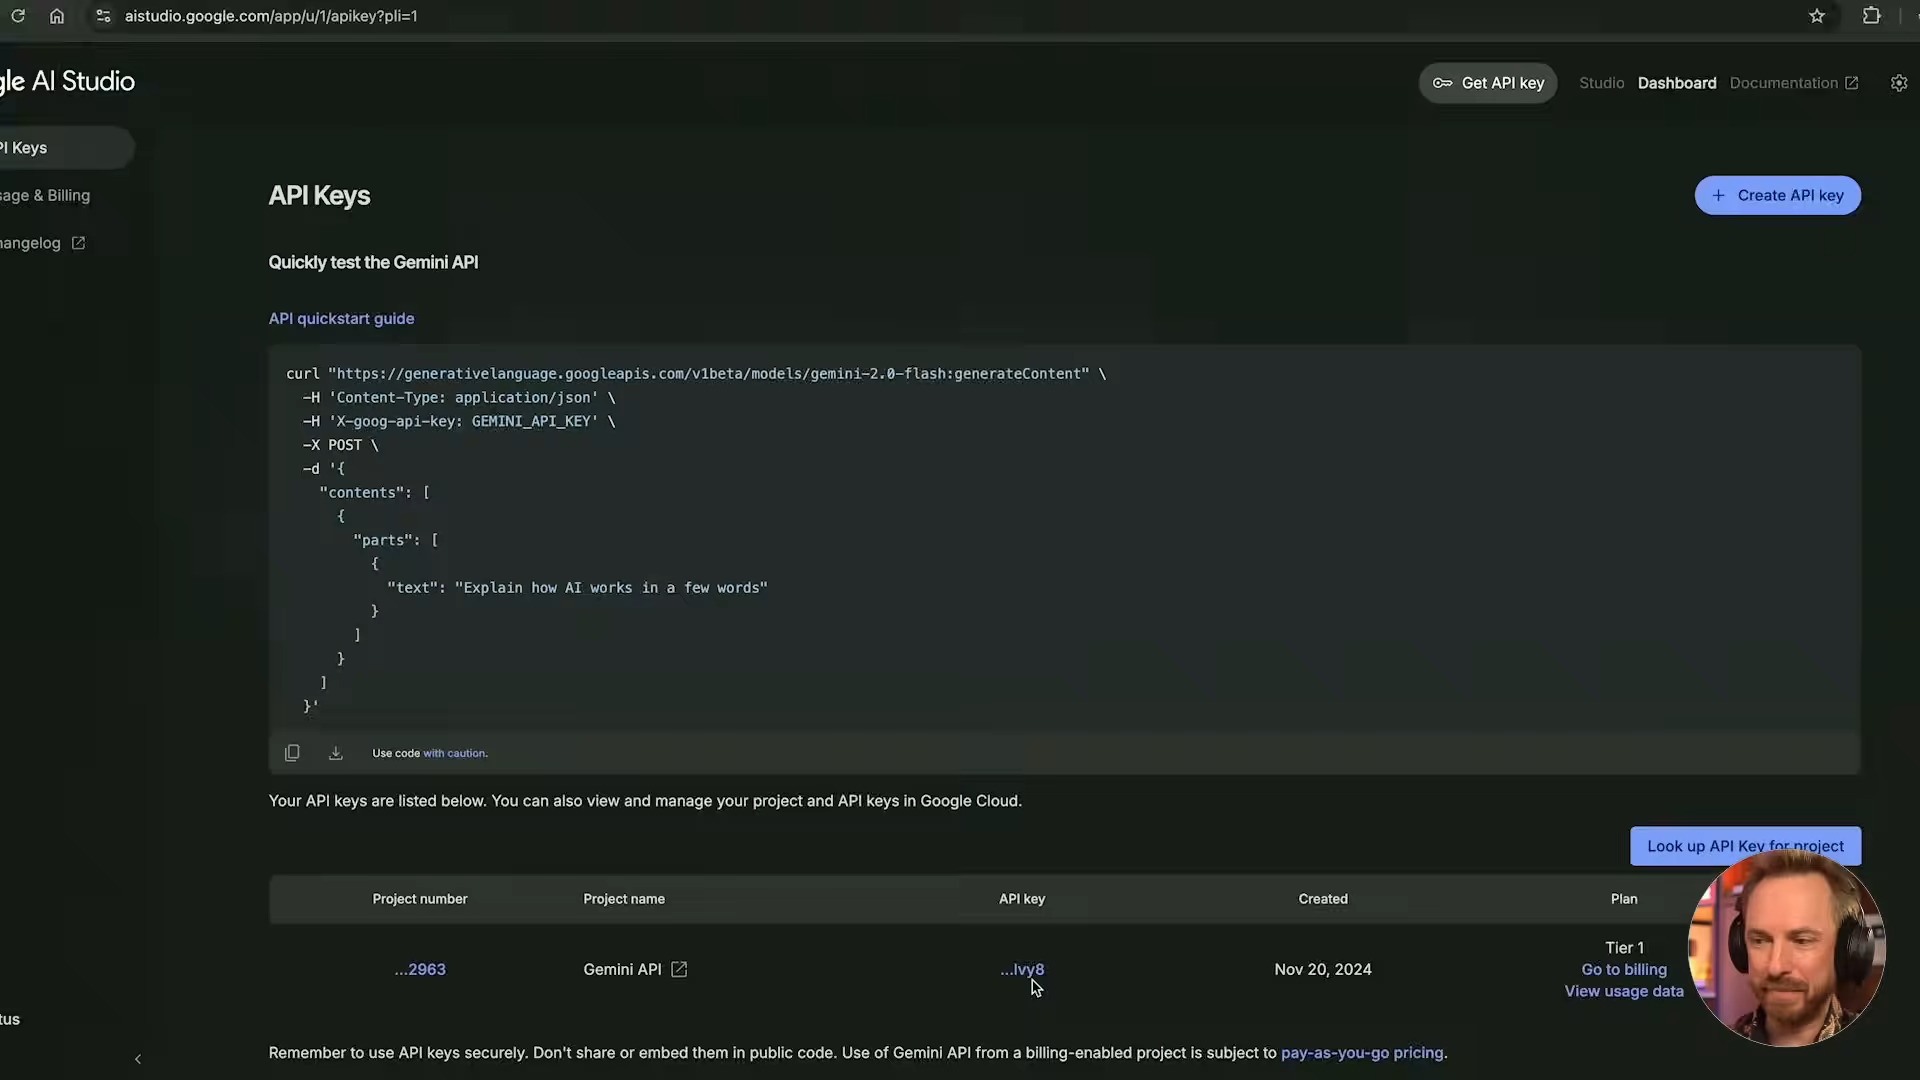 aistudio.google.com/app/u/1/apikey?pli=1
gle AI Studio
Get API key
Studio
Dashboard
Documentation
PI Keys
sage & Billing
hangelog
API Keys
Create API key
Quickly test the Gemini API
API quickstart guide
curl "https://generativelanguage.googleapis.com/v1beta/models/gemini-2.0-flash:generateContent" \
-H 'Content-Type: application/json' \
-H 'X-goog-api-key: GEMINI_API_KEY' \
-X POST \
-d '{
"contents": [
{
"parts": [
{
"text": "Explain how AI works in a few words"
}
]
}
]
}'
Use code with caution.
Your API keys are listed below. You can also view and manage your project and API keys in Google Cloud.
Look up API Key for project
Project number Project name API key Created Plan
...2963 Gemini API ...lvy8 Nov 20, 2024 Tier 1
Go to billing
View usage data
tus
Remember to use API keys securely. Don't share or embed them in public code. Use of Gemini API from a billing-enabled project is subject to pay-as-you-go pricing.